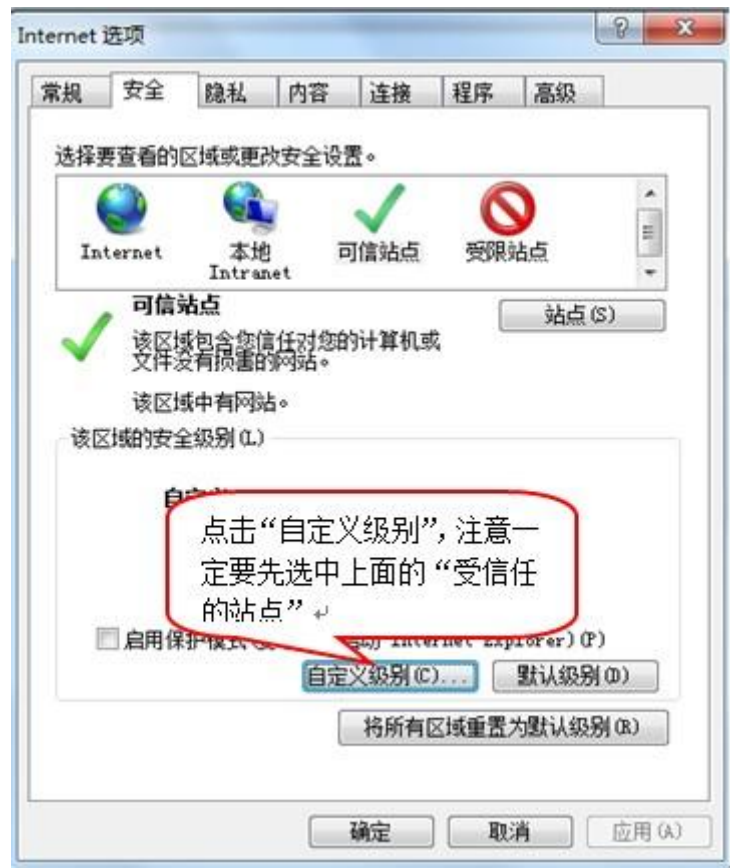 Internet 选项
常规 安全 隐私 内容 连接 程序 高级
选择要查看的区域或更改安全设置。
Internet 本地 Intranet 可信站点 受限站点
可信站点
站点(S)
该区域包含您信任对您的计算机或
文件没有损害的网站。
该区域中有网站。
该区域的安全级别(L)
点击“自定义级别”，注意一
定要先选中上面的“受信任
的站点”
启用保护模式
Internet Explorer)(P)
自定义级别(C)... 默认级别(D)
将所有区域重置为默认级别(R)
确定 取消 应用(A)